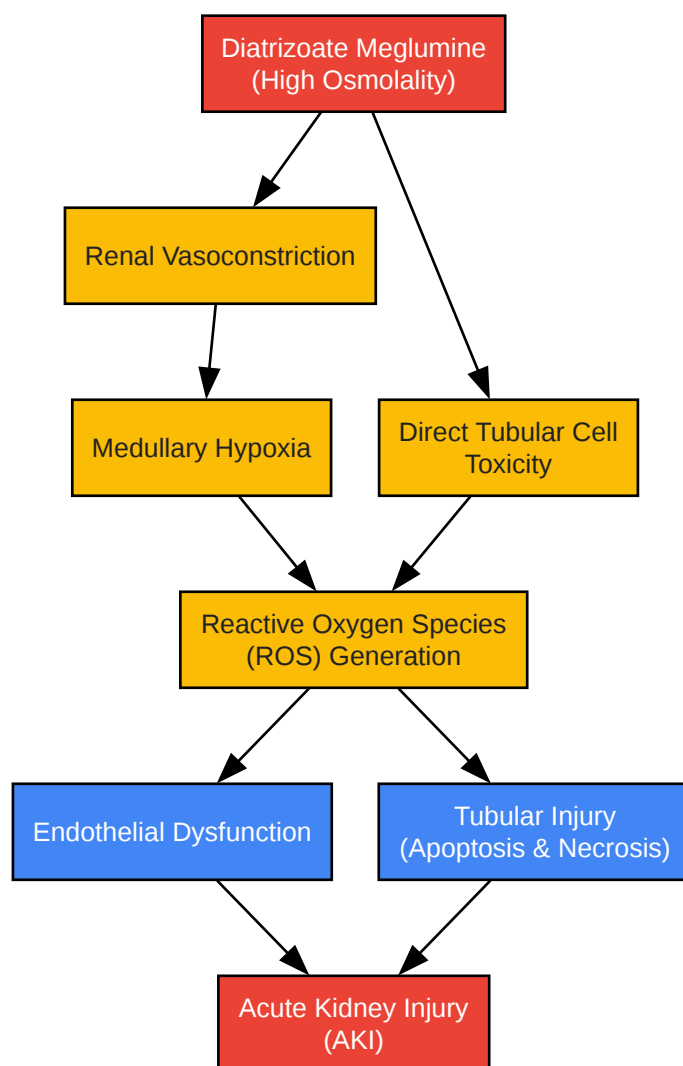 Diatrizoate Meglumine
(High Osmolality)
Renal Vasoconstriction
Medullary Hypoxia
Direct Tubular Cell
Toxicity
Reactive Oxygen Species
(ROS) Generation
Endothelial Dysfunction
Tubular Injury
(Apoptosis & Necrosis)
Acute Kidney Injury
(AKI)